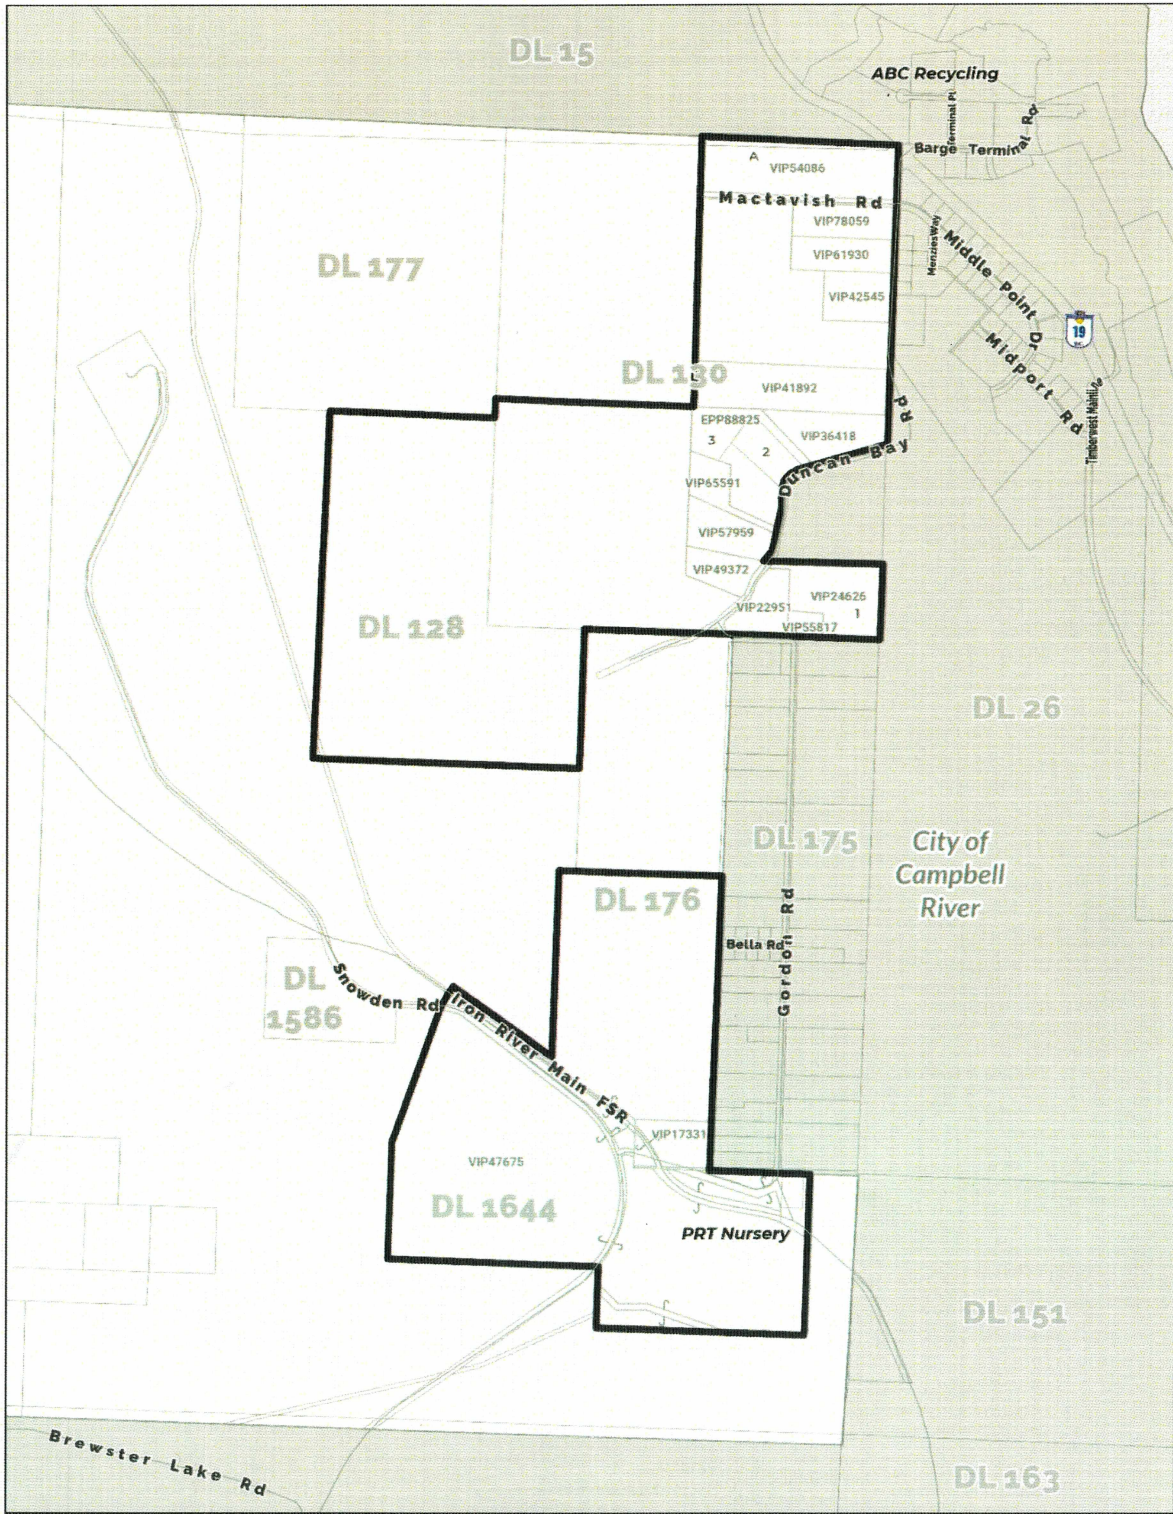 DL 15
ABC Recycling
Terminal Pl
Barge Terminal Rd
A
VIP54086
Mactavish Rd
VIP78059
VIP61930
VIP42545
Menzies Way
Middle Point Dr
19
Midport Rd
DL 177
DL 130
VIP41892
Timberwest Mainline
EPP88825
3
2
VIP36418
Duncan Bay Rd
VIP65591
VIP57959
VIP49372
VIP22951
VIP24626
1
VIP55817
DL 128
DL 26
DL 175
City of
Campbell
River
DL 176
Bella Rd
Gordon Rd
DL
1586
Snowden Rd
Iron River Main FSR
VIP17331
VIP47675
DL 1644
PRT Nursery
DL 151
Brewster Lake Rd
DL 163